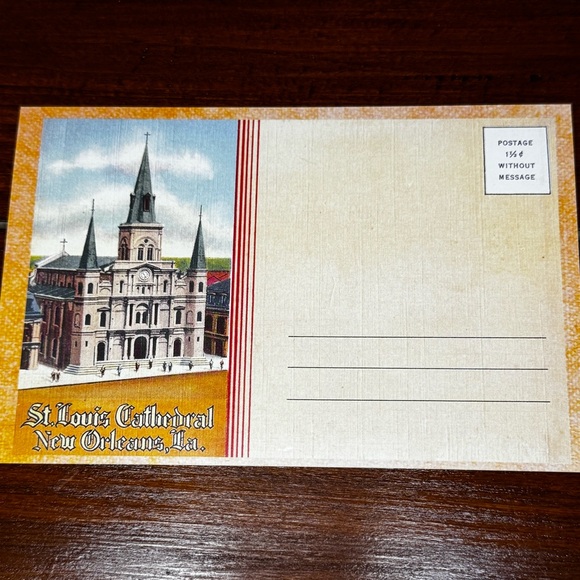 POSTAGE
1½ ¢
WITHOUT
MESSAGE
St. Louis Cathedral
New Orleans, La.